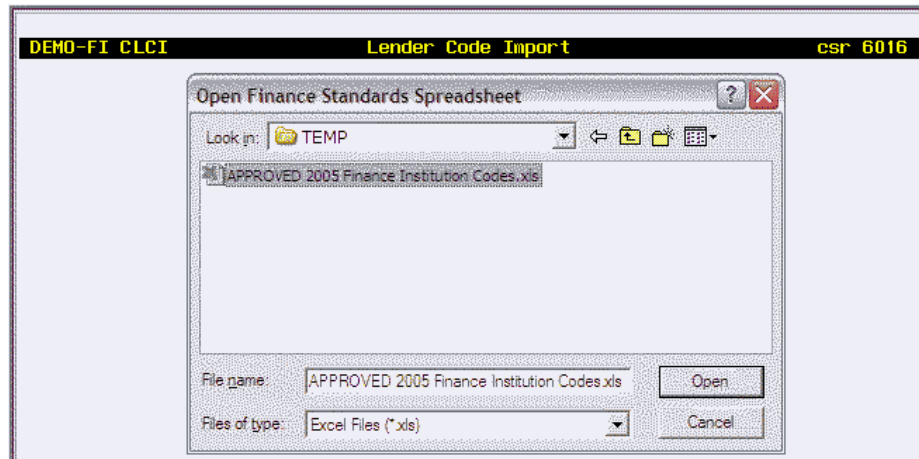 DEMO-FI CLCI Lender Code Import csr 6016
Open Finance Standards Spreadsheet
Look in: TEMP
APPROVED 2005 Finance Institution Codes.xls
File name: APPROVED 2005 Finance Institution Codes.xls Open
Files of type: Excel Files (*.xls) Cancel